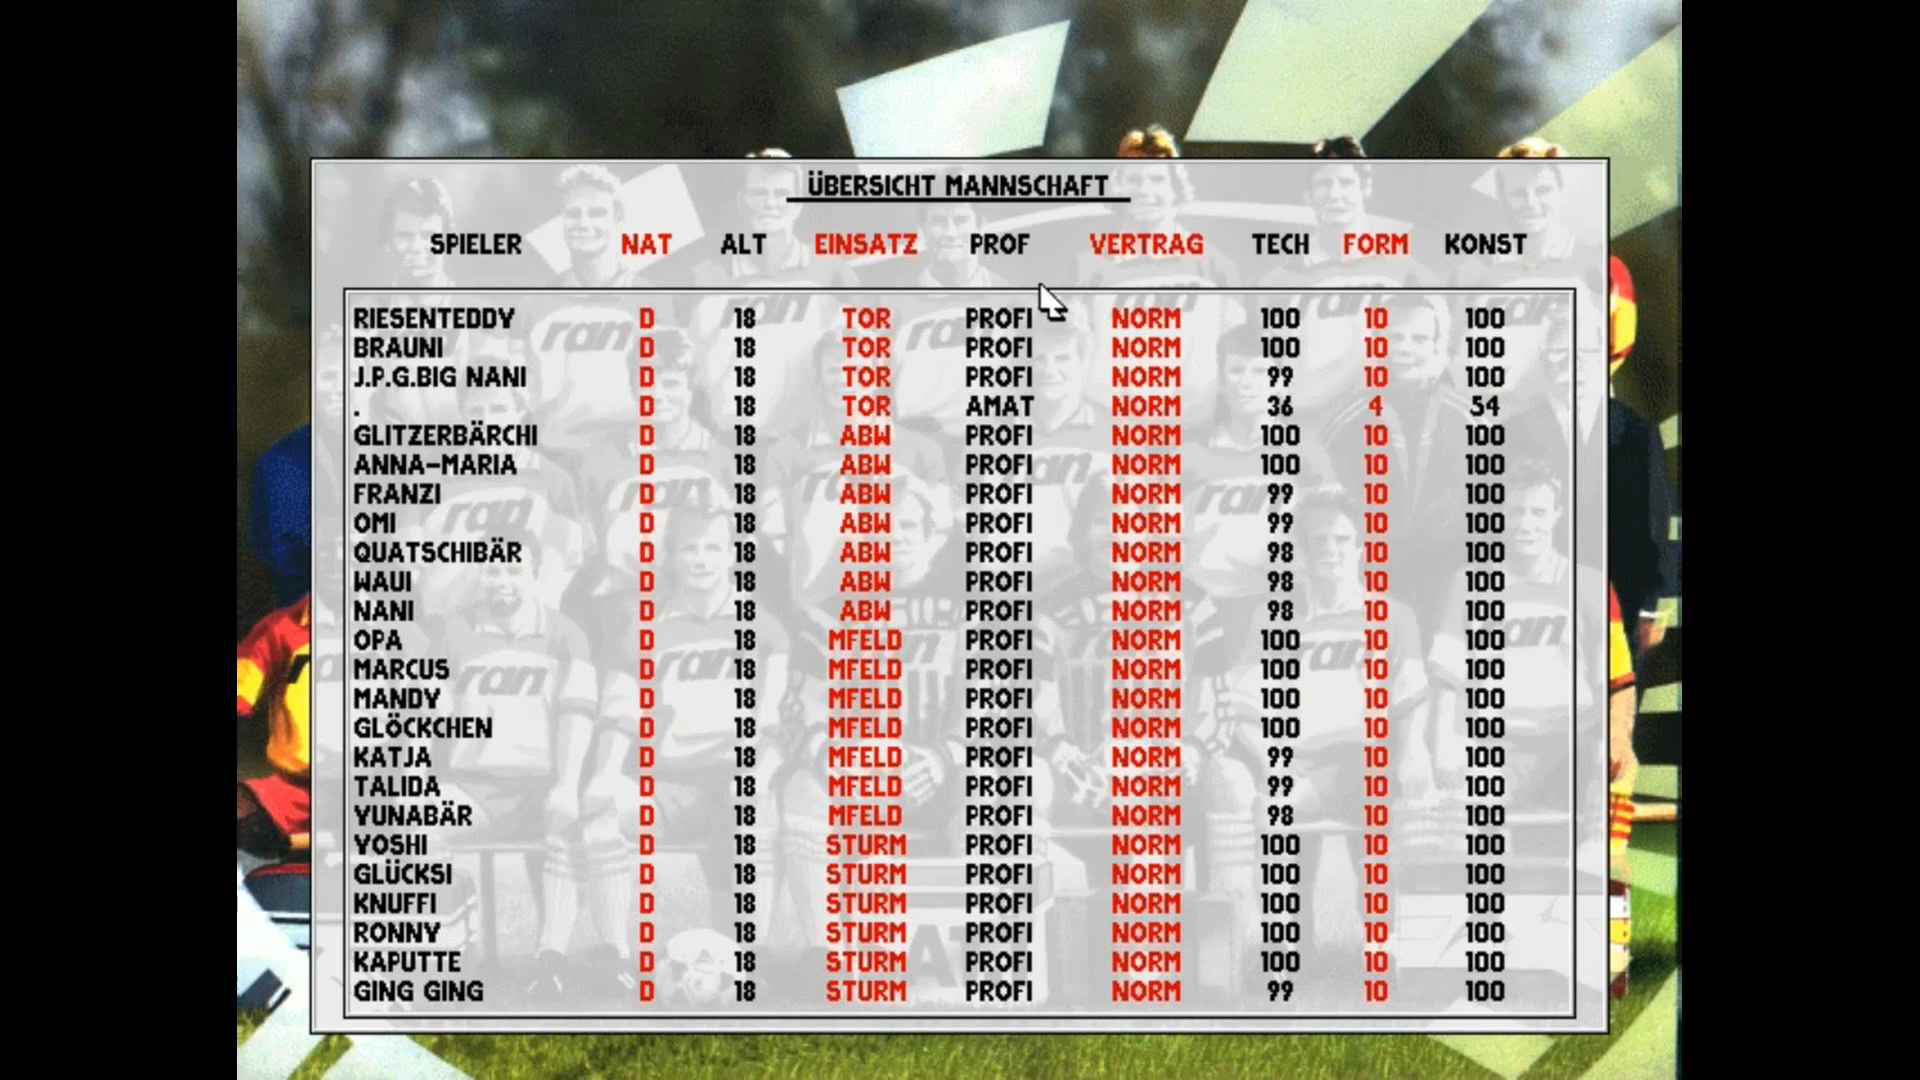 ÜBERSICHT MANNSCHAFT
SPIELER NAT ALT EINSATZ PROF VERTRAG TECH FORM KONST
RIESENTEDDY D 18 TOR PROFI NORM 100 10 100
BRAUNI D 18 TOR PROFI NORM 100 10 100
J.P.G.BIG NANI D 18 TOR PROFI NORM 99 10 100
. D 18 TOR AMAT NORM 36 4 54
GLITZERBÄRCHI D 18 ABW PROFI NORM 100 10 100
ANNA-MARIA D 18 ABW PROFI NORM 100 10 100
FRANZI D 18 ABW PROFI NORM 99 10 100
OMI D 18 ABW PROFI NORM 99 10 100
QUATSCHIBÄR D 18 ABW PROFI NORM 98 10 100
WAUI D 18 ABW PROFI NORM 98 10 100
NANI D 18 ABW PROFI NORM 98 10 100
OPA D 18 MFELD PROFI NORM 100 10 100
MARCUS D 18 MFELD PROFI NORM 100 10 100
MANDY D 18 MFELD PROFI NORM 100 10 100
GLÖCKCHEN D 18 MFELD PROFI NORM 100 10 100
KATJA D 18 MFELD PROFI NORM 99 10 100
TALIDA D 18 MFELD PROFI NORM 99 10 100
YUNABÄR D 18 MFELD PROFI NORM 98 10 100
YOSHI D 18 STURM PROFI NORM 100 10 100
GLÜCKSI D 18 STURM PROFI NORM 100 10 100
KNUFFI D 18 STURM PROFI NORM 100 10 100
RONNY D 18 STURM PROFI NORM 100 10 100
KAPUTTE D 18 STURM PROFI NORM 100 10 100
GING GING D 18 STURM PROFI NORM 99 10 100